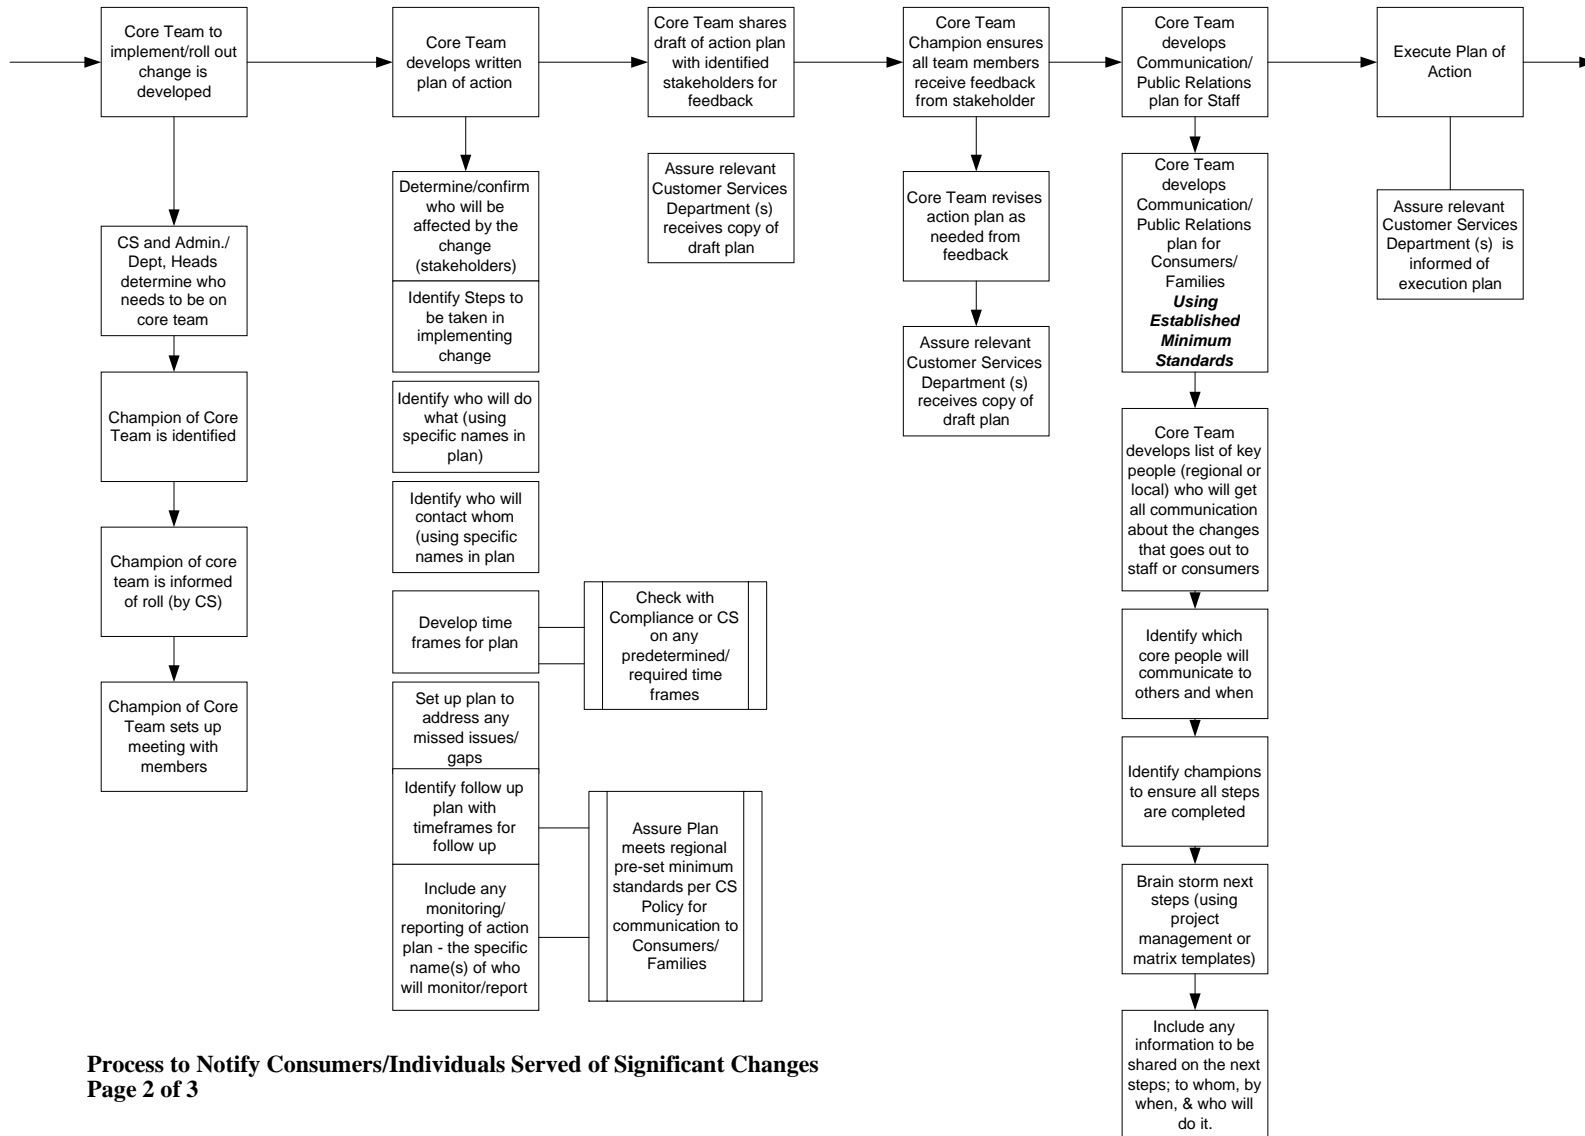 Core Team to
implement/roll out
change is
developed
CS and Admin./
Dept, Heads
determine who
needs to be on
core team
Champion of Core
Team is identified
Champion of core
team is informed
of roll (by CS)
Champion of Core
Team sets up
meeting with
members
Core Team
develops written
plan of action
Determine/confirm
who will be
affected by the
change
(stakeholders)
Identify Steps to
be taken in
implementing
change
Identify who will do
what (using
specific names in
plan)
Identify who will
contact whom
(using specific
names in plan
Develop time
frames for plan
Check with
Compliance or CS
on any
predetermined/
required time
frames
Set up plan to
address any
missed issues/
gaps
Identify follow up
plan with
timeframes for
follow up
Include any
monitoring/
reporting of action
plan - the specific
name(s) of who
will monitor/report
Assure Plan
meets regional
pre-set minimum
standards per CS
Policy for
communication to
Consumers/
Families
Core Team shares
draft of action plan
with identified
stakeholders for
feedback
Assure relevant
Customer Services
Department (s)
receives copy of
draft plan
Core Team
Champion ensures
all team members
receive feedback
from stakeholder
Core Team revises
action plan as
needed from
feedback
Assure relevant
Customer Services
Department (s)
receives copy of
draft plan
Core Team
develops
Communication/
Public Relations
plan for Staff
Core Team
develops
Communication/
Public Relations
plan for
Consumers/
Families
Using
Established
Minimum
Standards
Core Team
develops list of key
people (regional or
local) who will get
all communication
about the changes
that goes out to
staff or consumers
Identify which
core people will
communicate to
others and when
Identify champions
to ensure all steps
are completed
Brain storm next
steps (using
project
management or
matrix templates)
Include any
information to be
shared on the next
steps; to whom, by
when, & who will
do it.
Execute Plan of
Action
Assure relevant
Customer Services
Department (s) is
informed of
execution plan
Process to Notify Consumers/Individuals Served of Significant Changes
Page 2 of 3